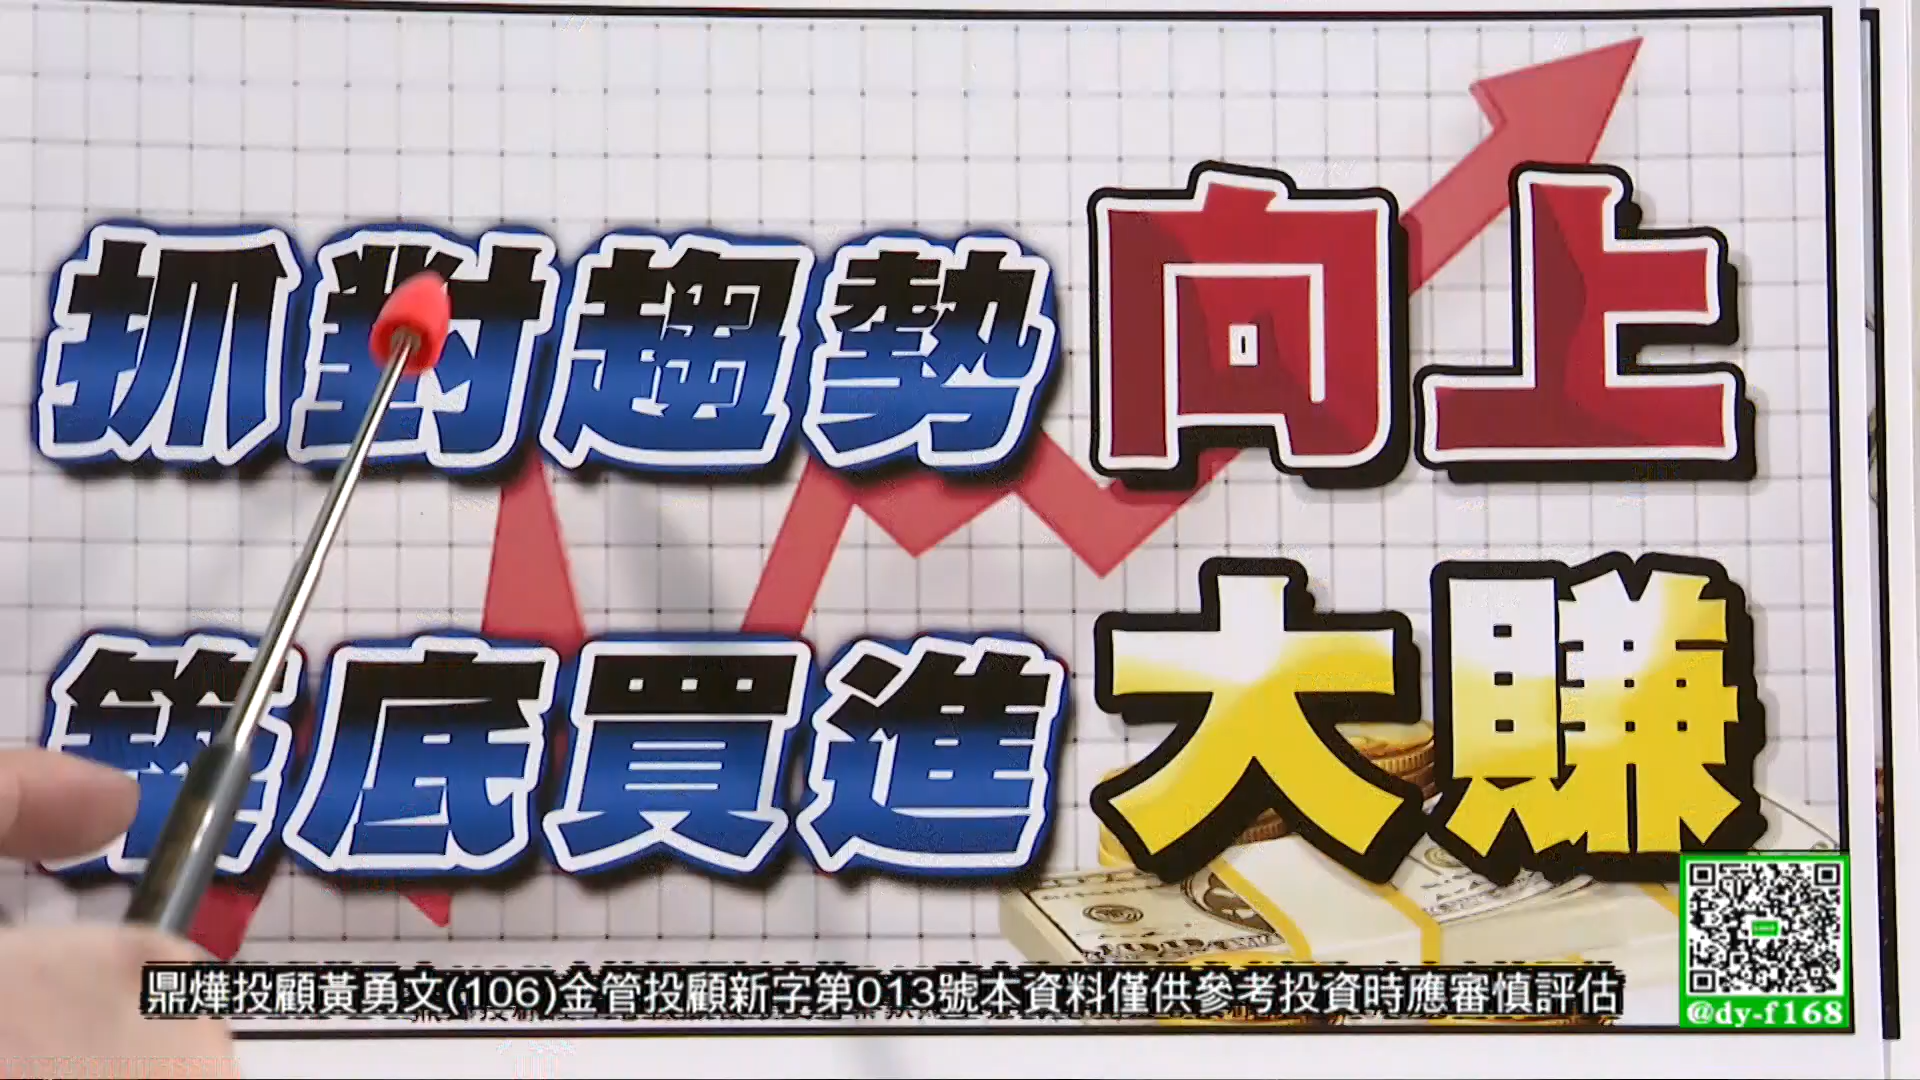 抓對趨勢 向上
築底買進 大賺
鼎燁投顧黃勇文(106)金管投顧新字第013號本資料僅供參考投資時應審慎評估
@dy-f168